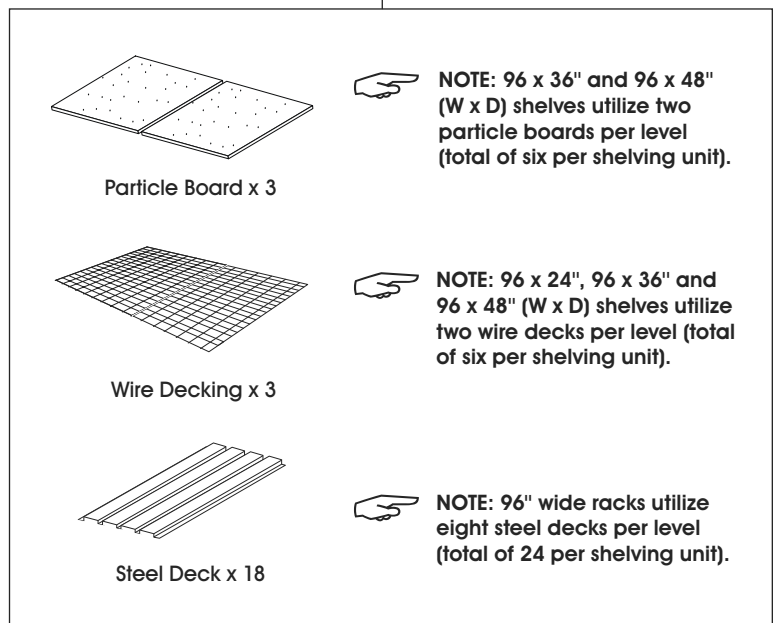 NOTE: 96 x 36" and 96 x 48"
(W x D) shelves utilize two
particle boards per level
(total of six per shelving unit).
Particle Board x 3
NOTE: 96 x 24", 96 x 36" and
96 x 48" (W x D) shelves utilize
two wire decks per level (total
of six per shelving unit).
Wire Decking x 3
NOTE: 96" wide racks utilize
eight steel decks per level
(total of 24 per shelving unit).
Steel Deck x 18